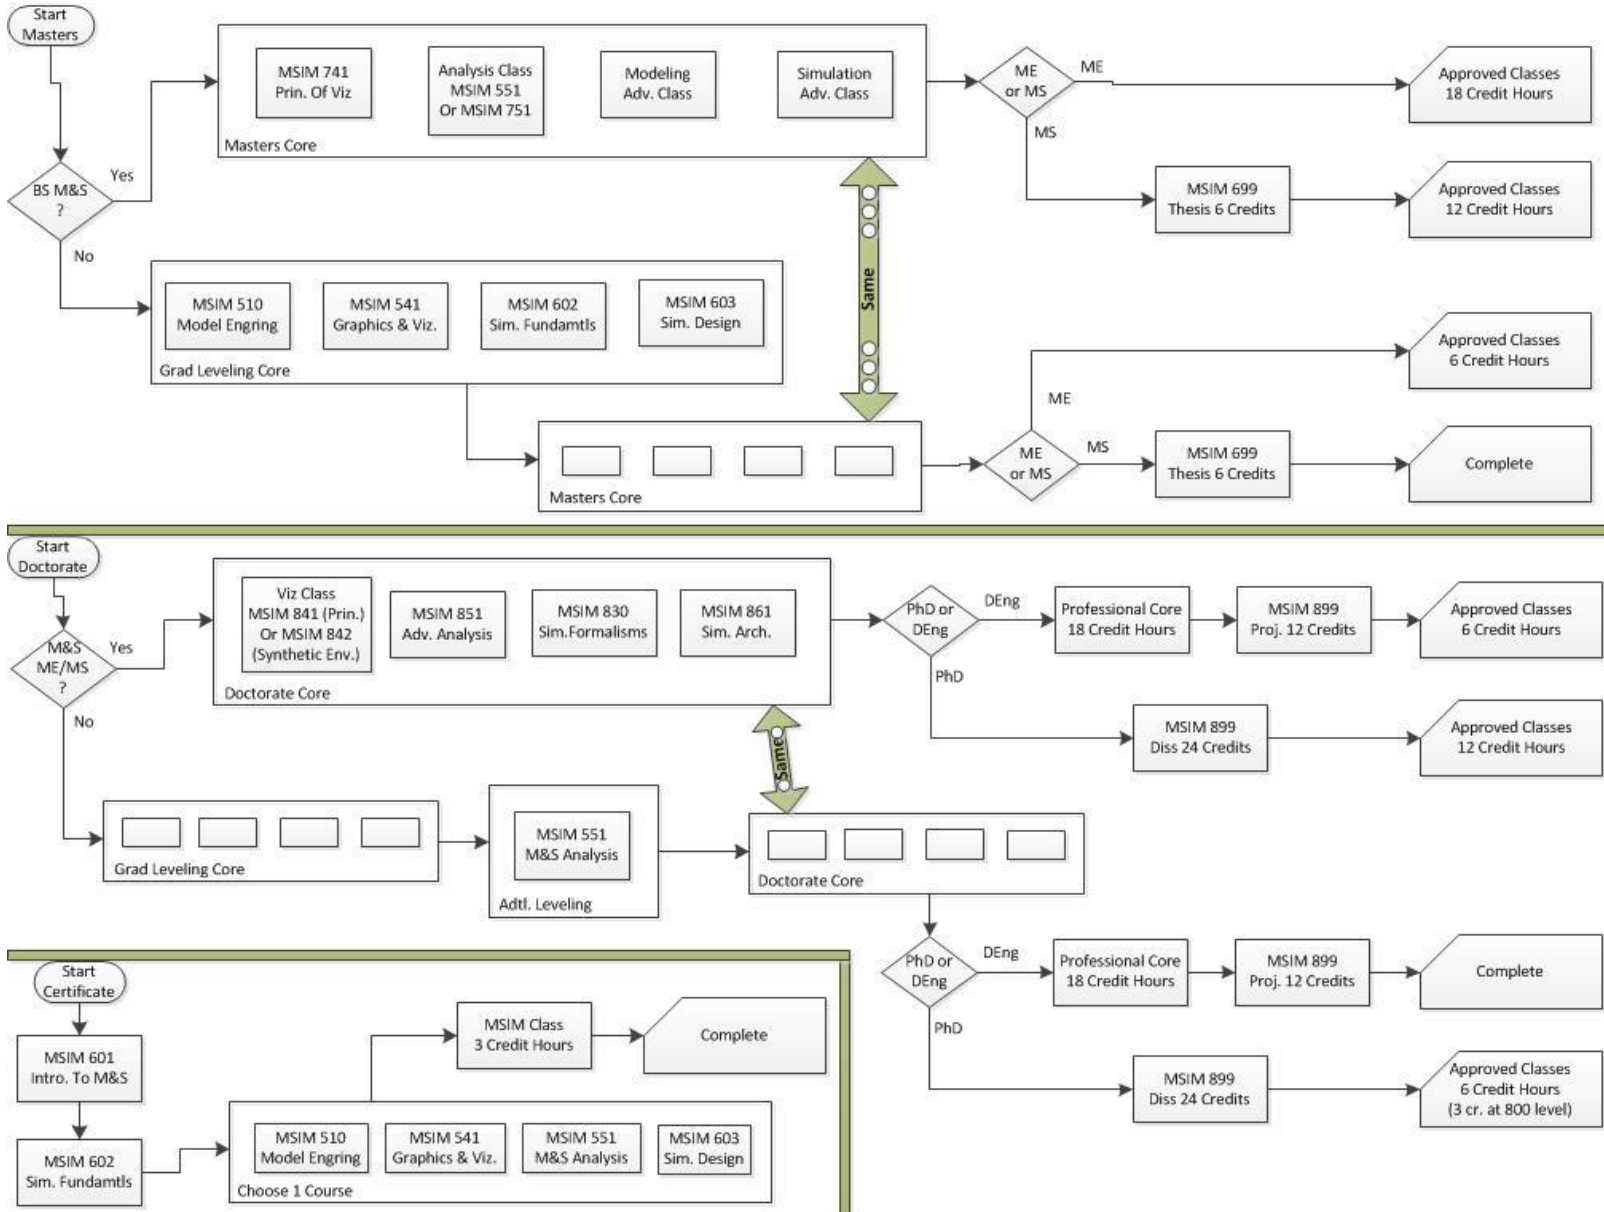 Start
Masters
MSIM 741
Prin. Of Viz
Analysis Class
MSIM 551
Or MSIM 751
Modeling
Adv. Class
Simulation
Adv. Class
Masters Core
ME
or MS
ME
MS
Approved Classes
18 Credit Hours
BS M&S
?
Yes
No
MSIM 699
Thesis 6 Credits
Approved Classes
12 Credit Hours
MSIM 510
Model Engring
MSIM 541
Graphics & Viz.
MSIM 602
Sim. Fundamtls
MSIM 603
Sim. Design
Grad Leveling Core
Same
Approved Classes
6 Credit Hours
ME
Masters Core
ME
or MS
MS
MSIM 699
Thesis 6 Credits
Complete
Start
Doctorate
M&S
ME/MS
?
Yes
No
Viz Class
MSIM 841 (Prin.)
Or MSIM 842
(Synthetic Env.)
MSIM 851
Adv. Analysis
MSIM 830
Sim.Formalisms
MSIM 861
Sim. Arch.
Doctorate Core
PhD or
DEng
DEng
PhD
Professional Core
18 Credit Hours
MSIM 899
Proj. 12 Credits
Approved Classes
6 Credit Hours
MSIM 899
Diss 24 Credits
Approved Classes
12 Credit Hours
Same
Grad Leveling Core
MSIM 551
M&S Analysis
Adtl. Leveling
Doctorate Core
PhD or
DEng
DEng
PhD
Professional Core
18 Credit Hours
MSIM 899
Proj. 12 Credits
Complete
MSIM 899
Diss 24 Credits
Approved Classes
6 Credit Hours
(3 cr. at 800 level)
Start
Certificate
MSIM 601
Intro. To M&S
MSIM 602
Sim. Fundamtls
MSIM Class
3 Credit Hours
Complete
MSIM 510
Model Engring
MSIM 541
Graphics & Viz.
MSIM 551
M&S Analysis
MSIM 603
Sim. Design
Choose 1 Course